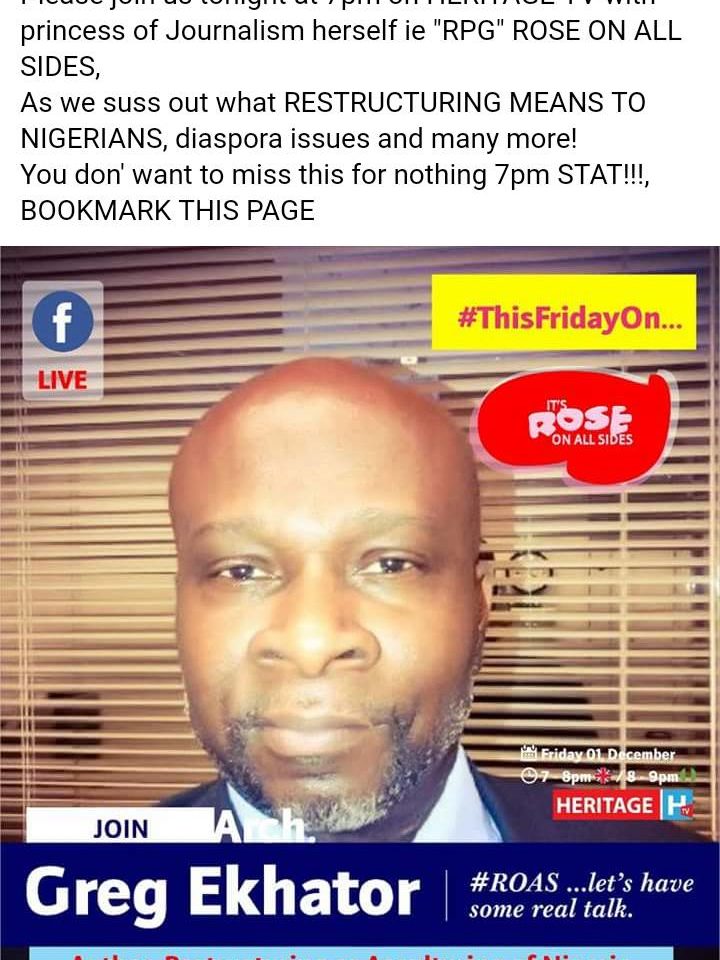 princess of Journalism herself ie "RPG" ROSE ON ALL
SIDES,
As we suss out what RESTRUCTURING MEANS TO
NIGERIANS, diaspora issues and many more!
You don' want to miss this for nothing 7pm STAT!!!,
BOOKMARK THIS PAGE
f
LIVE
#ThisFridayOn...
IT'S
ROSE
ON ALL SIDES
Friday 01 December
7 - 8pm / 8 - 9pm
HERITAGE H TV
JOIN
Arch.
Greg Ekhator
#ROAS ...let's have
some real talk.